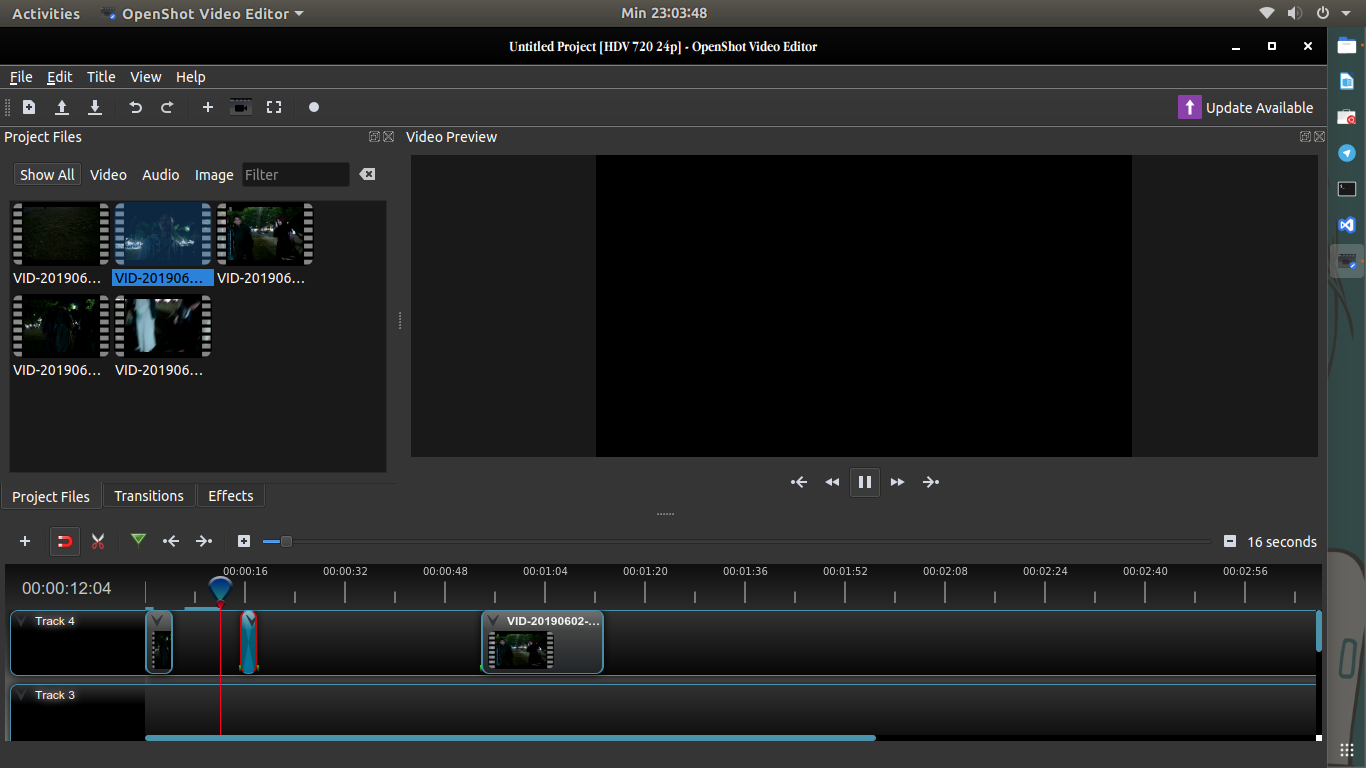 Activities OpenShot Video Editor Min 23:03:48
Untitled Project [HDV 720 24p] - OpenShot Video Editor
File Edit Title View Help
Update Available
Project Files Video Preview
Show All Video Audio Image Filter
VID-201906... VID-201906... VID-201906...
VID-201906... VID-201906...
Project Files Transitions Effects
16 seconds
00:00:16 00:00:32 00:00:48 00:01:04 00:01:20 00:01:36 00:01:52 00:02:08 00:02:24 00:02:40 00:02:56
00:00:12:04
Track 4 VID-20190602-...
Track 3